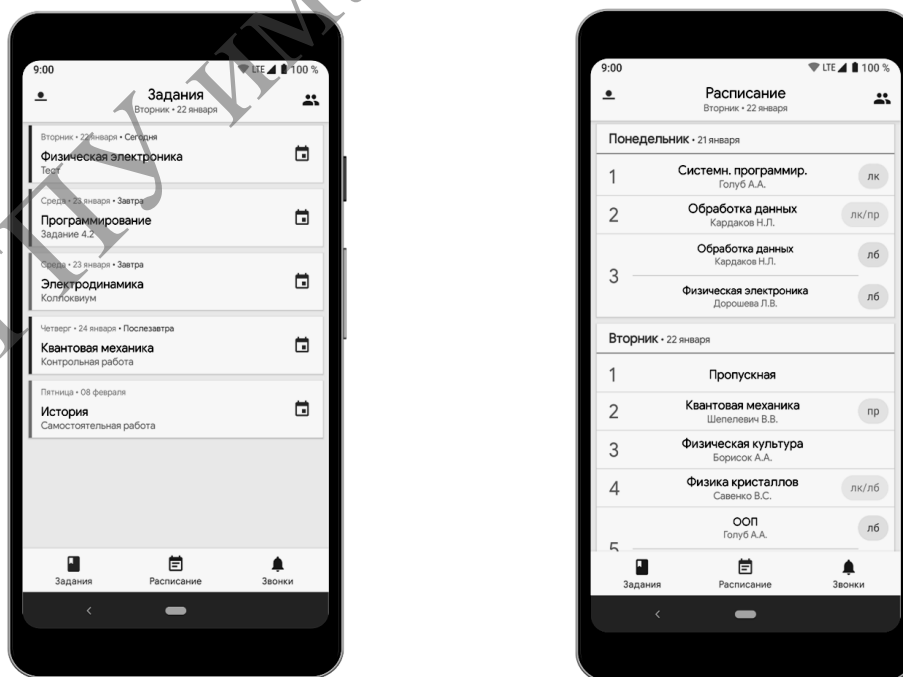 9:00 LTE 100 %
Задания
Вторник • 22 января
Вторник • 22 января • Сегодня
Физическая электроника
Тест
Среда • 23 января • Завтра
Программирование
Задание 4.2
Среда • 23 января • Завтра
Электродинамика
Коллоквиум
Четверг • 24 января • Послезавтра
Квантовая механика
Контрольная работа
Пятница • 08 февраля
История
Самостоятельная работа
Задания Расписание Звонки
9:00 LTE 100 %
Расписание
Вторник • 22 января
Понедельник • 21 января
1 Системн. программир. лк
Голуб А.А.
2 Обработка данных лк/пр
Кардаков Н.Л.
3 Обработка данных лб
Кардаков Н.Л.
Физическая электроника лб
Дорошева Л.В.
Вторник • 22 января
1 Пропускная
2 Квантовая механика пр
Шепелевич В.В.
3 Физическая культура
Борисок А.А.
4 Физика кристаллов лк/лб
Савенко В.С.
5 ООП лб
Голуб А.А.
Задания Расписание Звонки